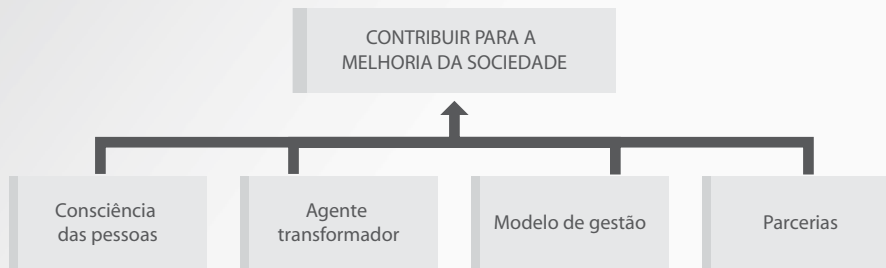 CONTRIBUIR PARA A
MELHORIA DA SOCIEDADE
Consciência
das pessoas
Agente
transformador
Modelo de gestão
Parcerias